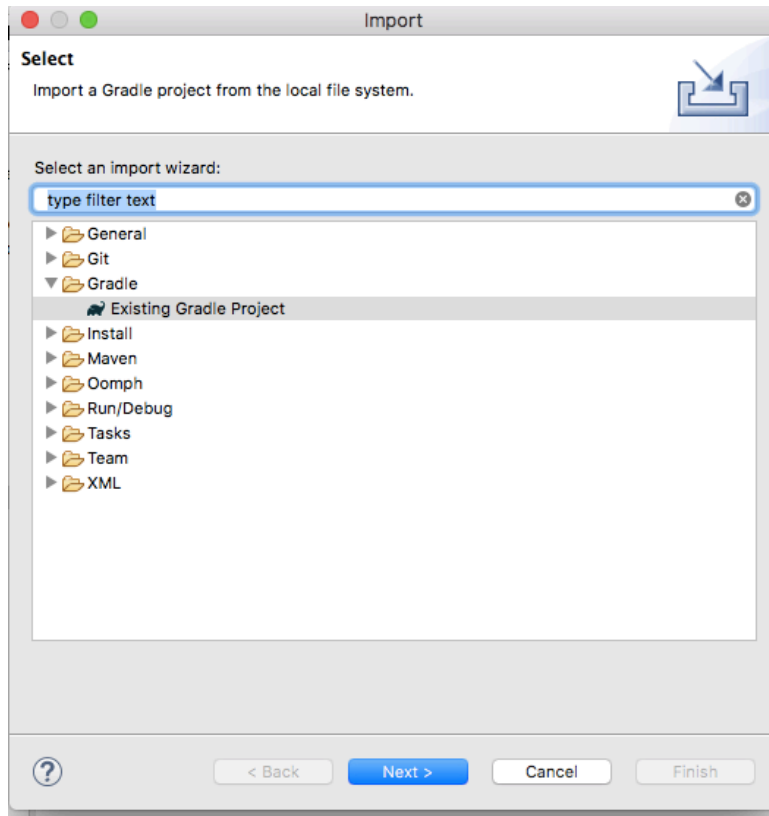 Import
Select
Import a Gradle project from the local file system.
Select an import wizard:
type filter text
General
Git
Gradle
Existing Gradle Project
Install
Maven
Oomph
Run/Debug
Tasks
Team
XML
?
< Back
Next >
Cancel
Finish